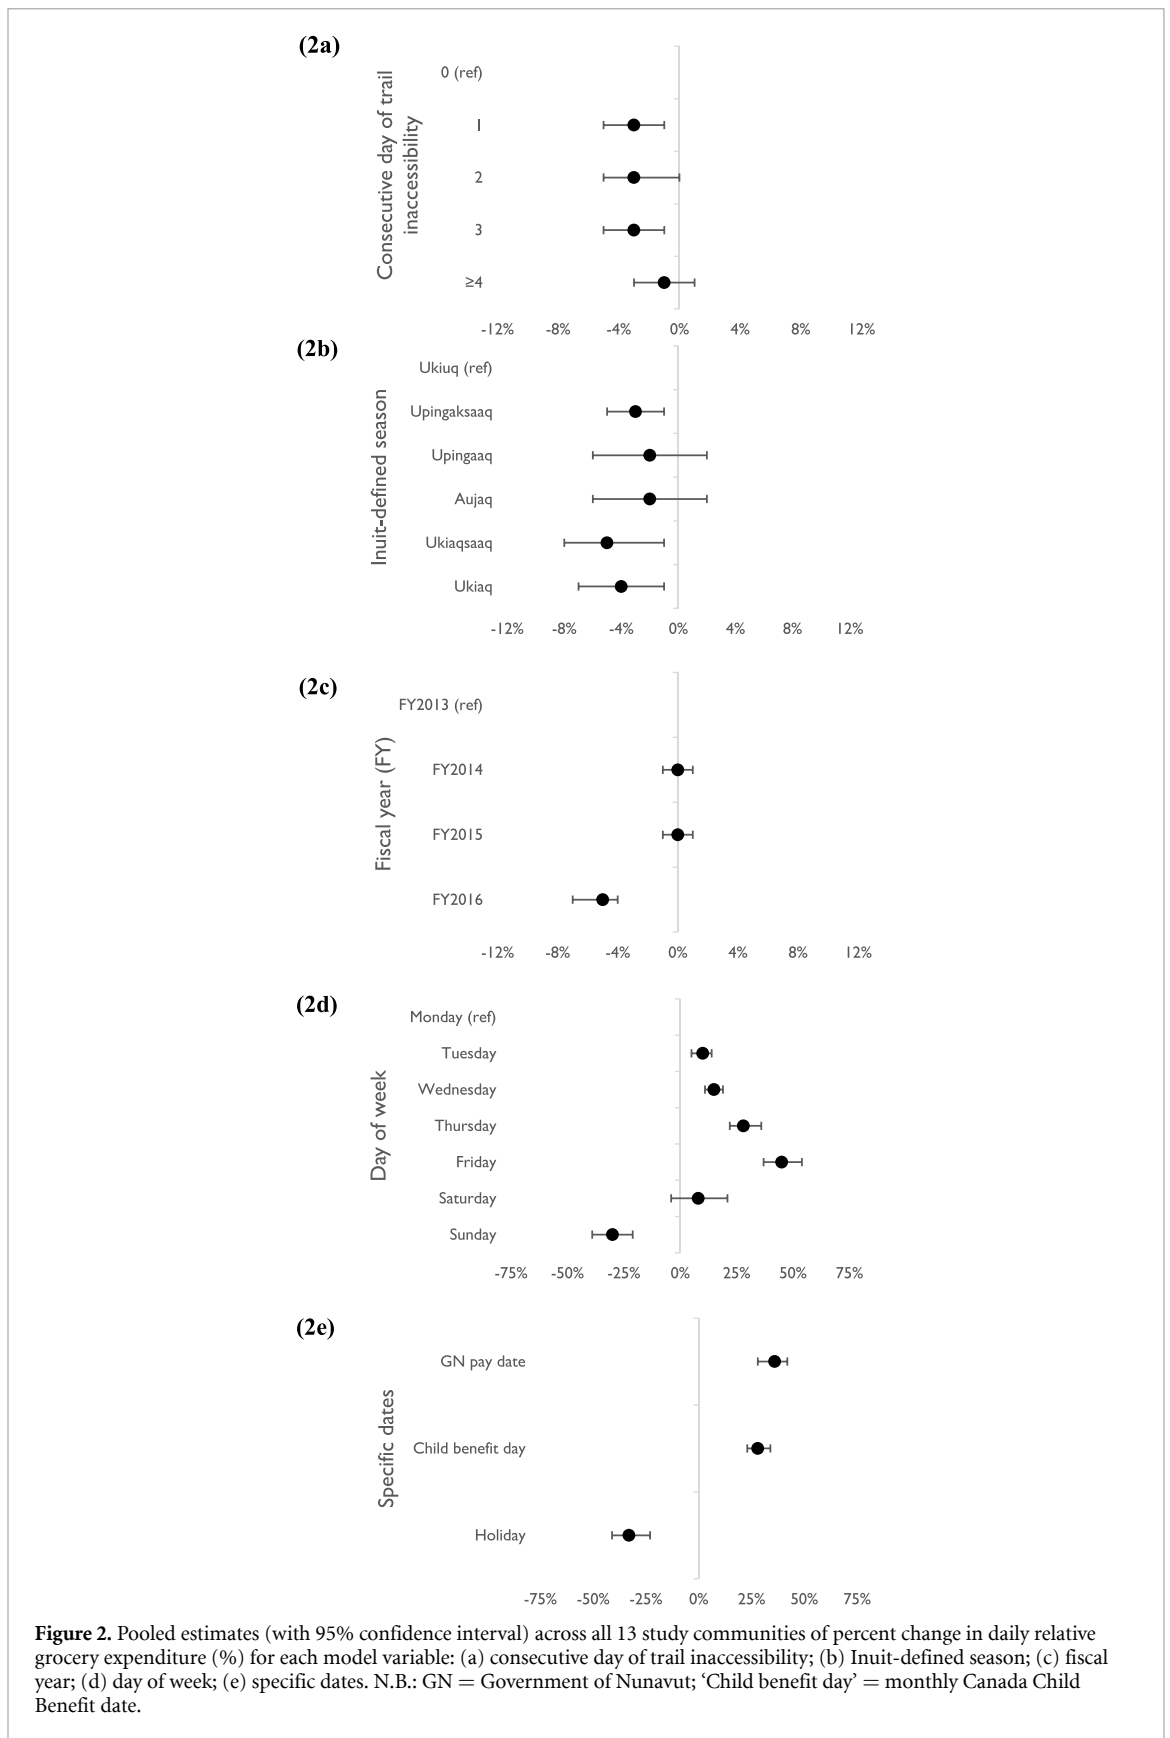 (2a)
Consecutive day of trail
inaccessibility
0 (ref)
1
2
3
≥4
-12% -8% -4% 0% 4% 8% 12%
(2b)
Inuit-defined season
Ukiuq (ref)
Upingaksaaq
Upingaaq
Aujaq
Ukiaqsaaq
Ukiaq
-12% -8% -4% 0% 4% 8% 12%
(2c)
Fiscal year (FY)
FY2013 (ref)
FY2014
FY2015
FY2016
-12% -8% -4% 0% 4% 8% 12%
(2d)
Day of week
Monday (ref)
Tuesday
Wednesday
Thursday
Friday
Saturday
Sunday
-75% -50% -25% 0% 25% 50% 75%
(2e)
Specific dates
GN pay date
Child benefit day
Holiday
-75% -50% -25% 0% 25% 50% 75%
Figure 2. Pooled estimates (with 95% confidence interval) across all 13 study communities of percent change in daily relative
grocery expenditure (%) for each model variable: (a) consecutive day of trail inaccessibility; (b) Inuit-defined season; (c) fiscal
year; (d) day of week; (e) specific dates. N.B.: GN = Government of Nunavut; ‘Child benefit day’ = monthly Canada Child
Benefit date.